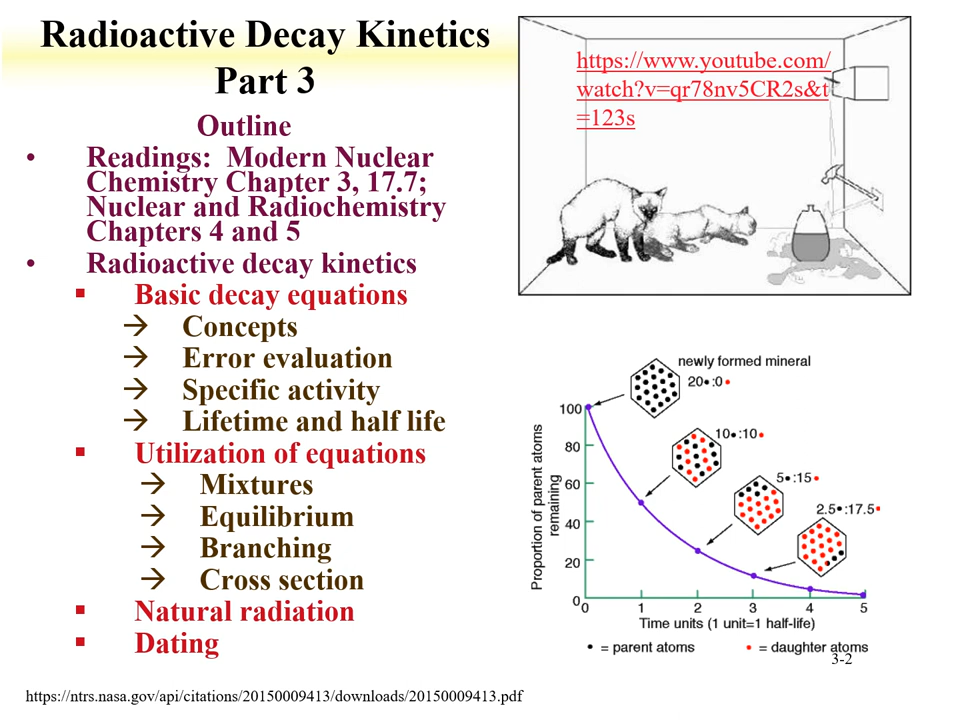 Radioactive Decay Kinetics
Part 3
Outline
• Readings: Modern Nuclear
Chemistry Chapter 3, 17.7;
Nuclear and Radiochemistry
Chapters 4 and 5
• Radioactive decay kinetics
▪ Basic decay equations
→ Concepts
→ Error evaluation
→ Specific activity
→ Lifetime and half life
▪ Utilization of equations
→ Mixtures
→ Equilibrium
→ Branching
→ Cross section
▪ Natural radiation
▪ Dating
https://www.youtube.com/
watch?v=qr78nv5CR2s&t
=123s
newly formed mineral
20•:0•
10•:10•
5•:15•
2.5•:17.5•
Proportion of parent atoms
remaining
100
80
60
40
20
0
0 1 2 3 4 5
Time units (1 unit=1 half-life)
• = parent atoms • = daughter atoms
3-2
https://ntrs.nasa.gov/api/citations/20150009413/downloads/20150009413.pdf